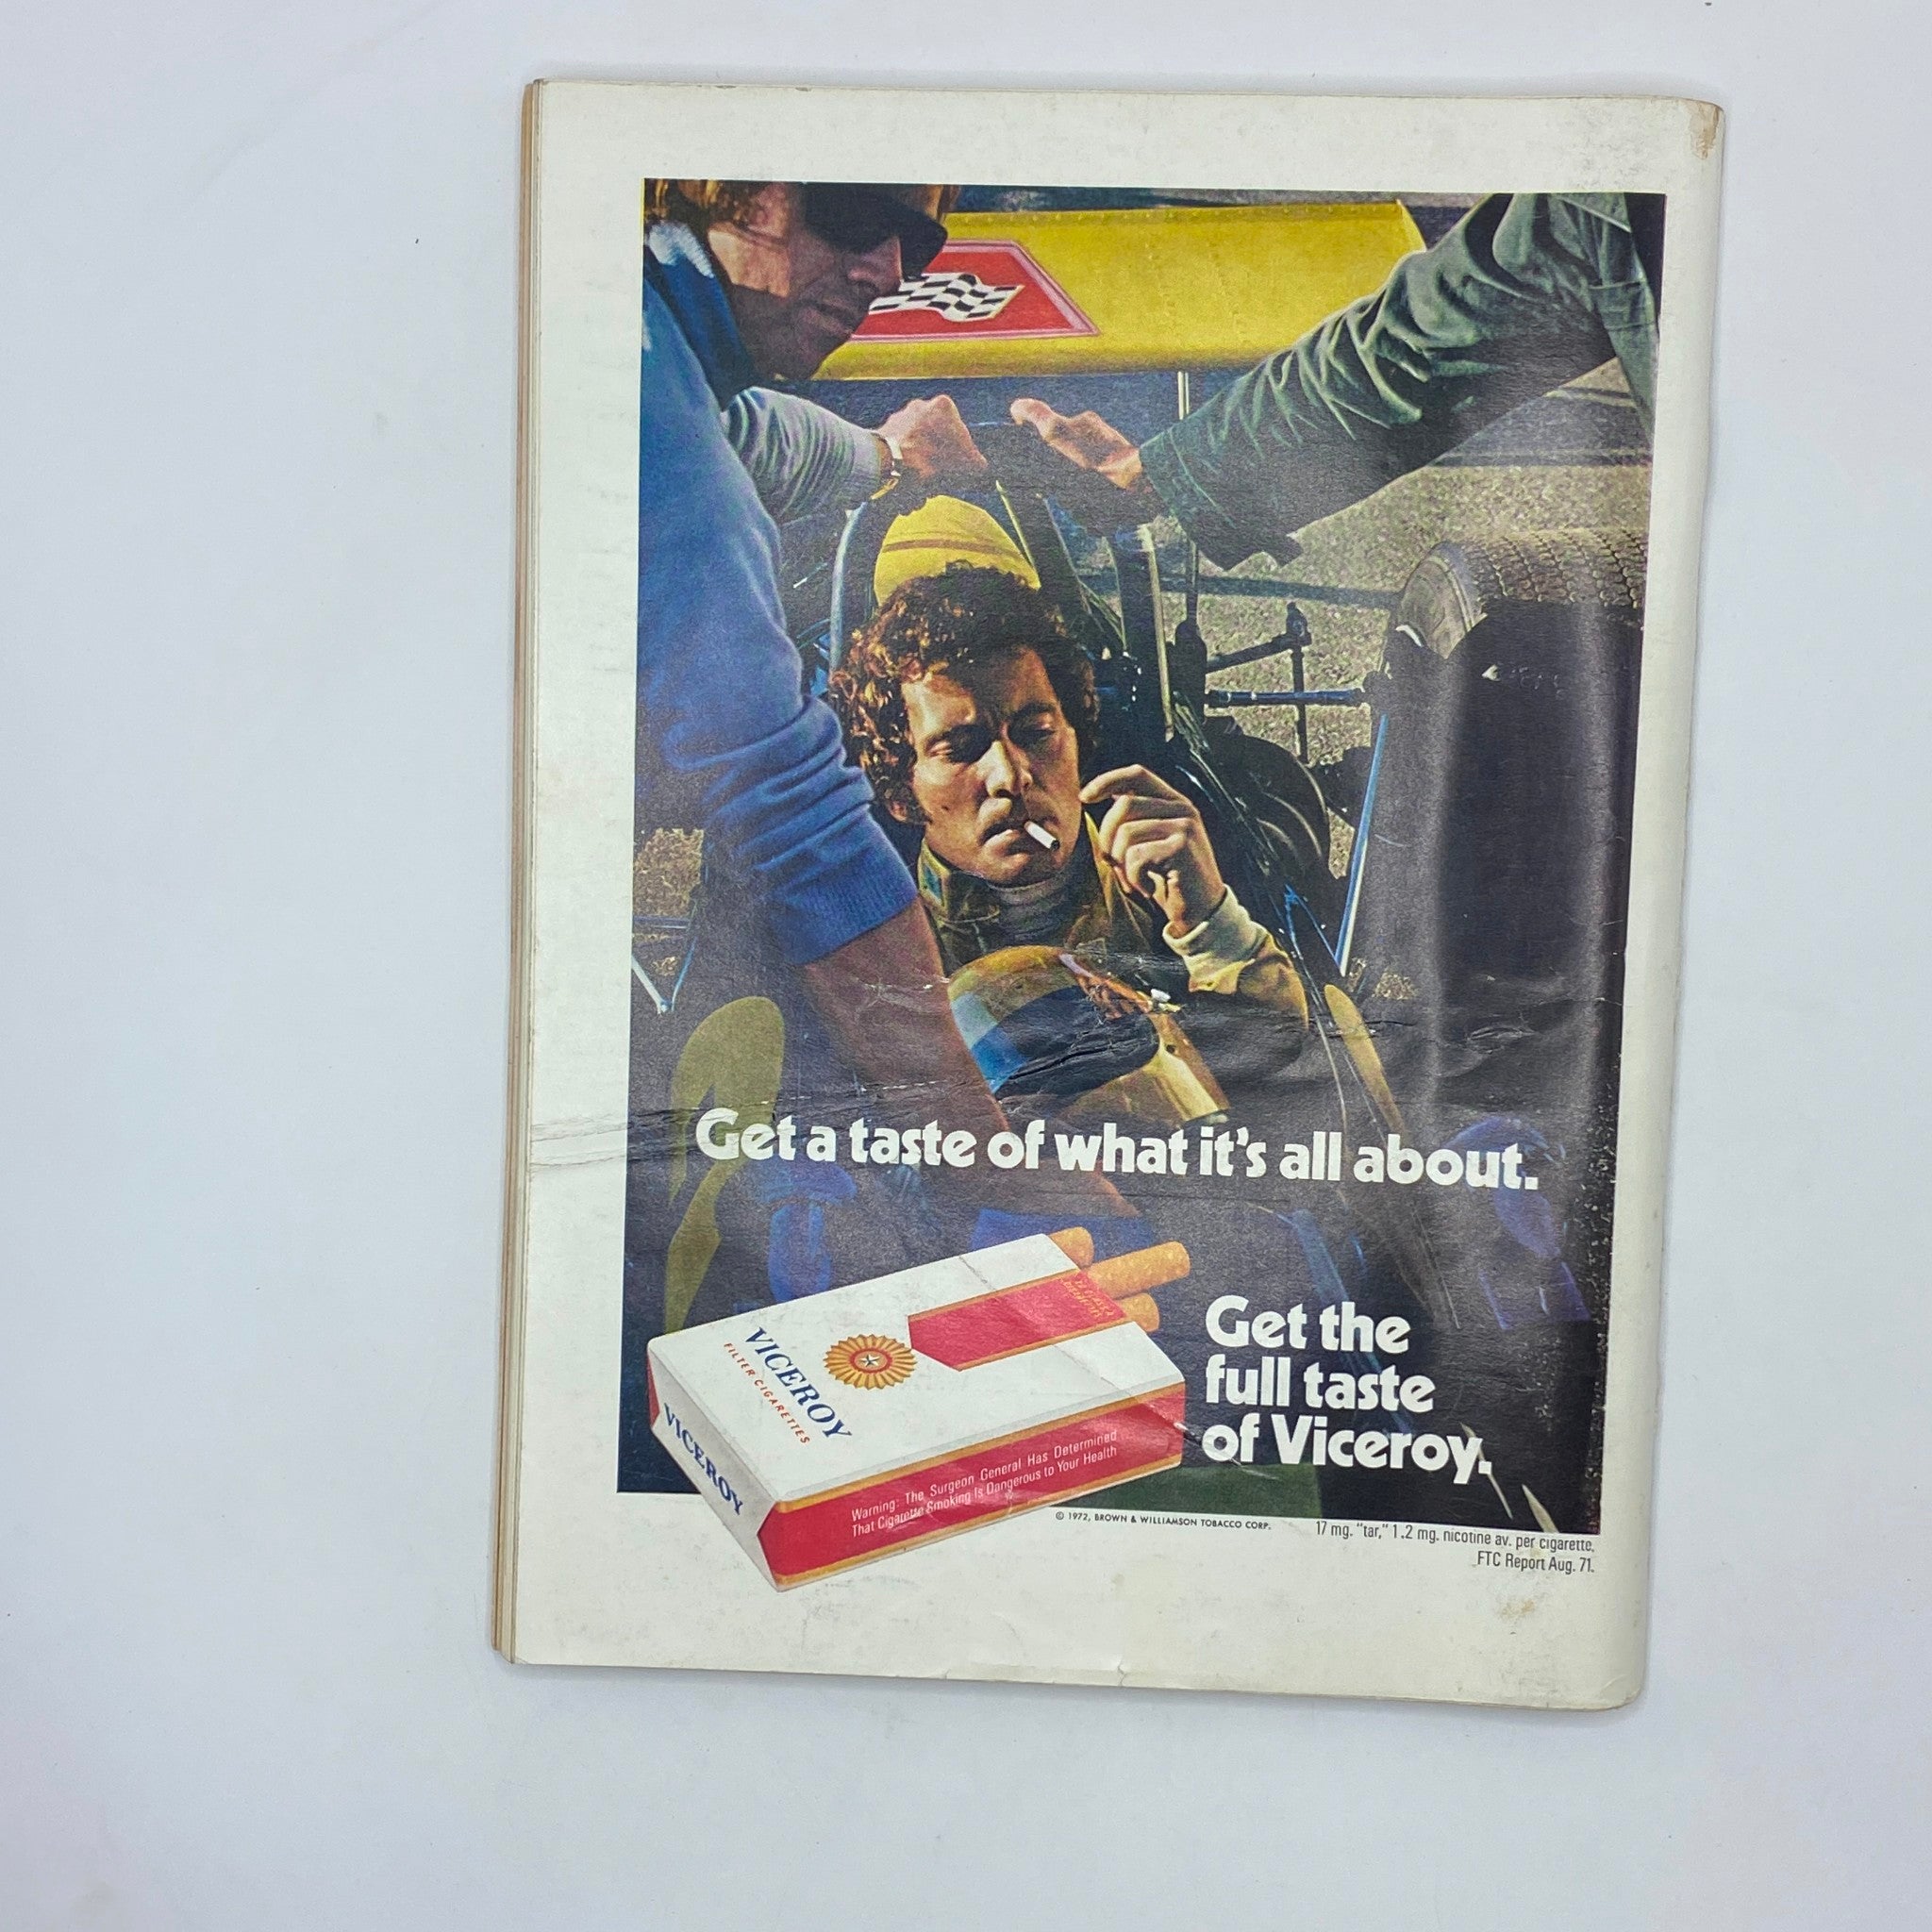 Get a taste of what it's all about.
Get the
full taste
of Viceroy.
VICEROY
FILTER CIGARETTES
VICEROY
Warning: The Surgeon General Has Determined
That Cigarette Smoking Is Dangerous to Your Health
© 1972, BROWN & WILLIAMSON TOBACCO CORP.
17 mg. "tar," 1.2 mg. nicotine av. per cigarette,
FTC Report Aug. 71.